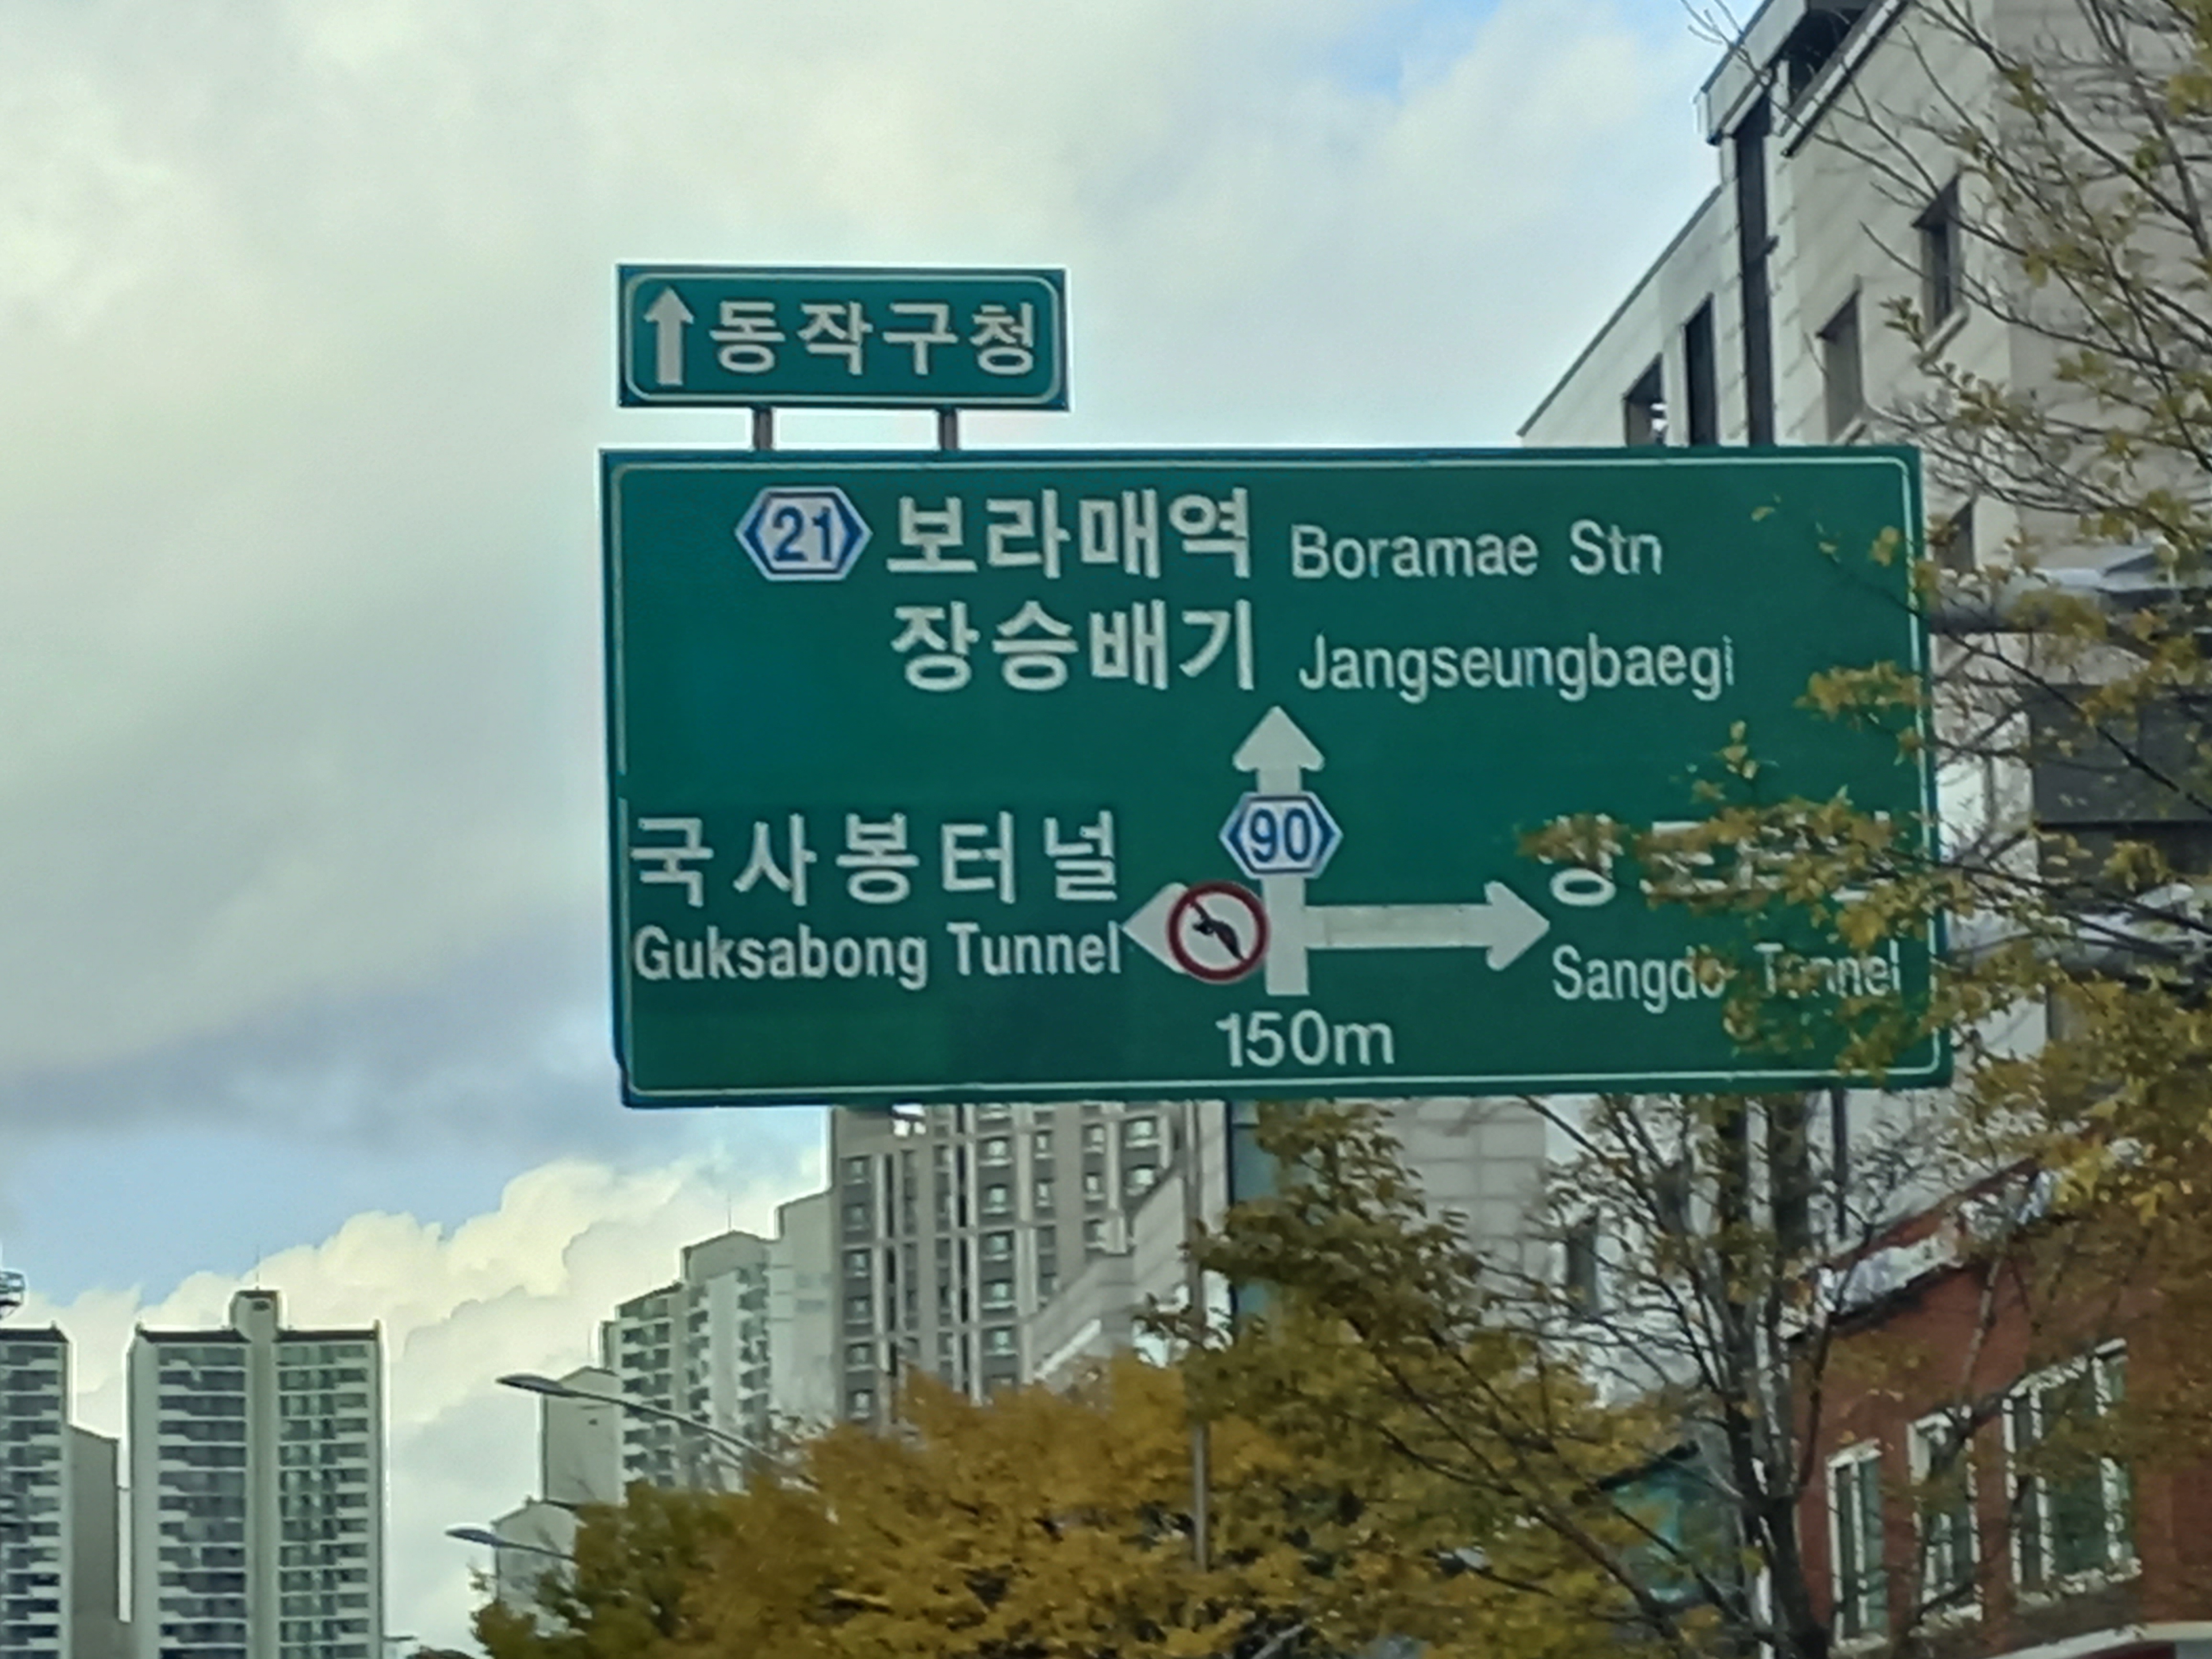 동작구청
21 보라매역 Boramae Stn
장승배기 Jangseungbaegi
90
국사봉터널
Guksabong Tunnel
Sangdo Tunnel
150m